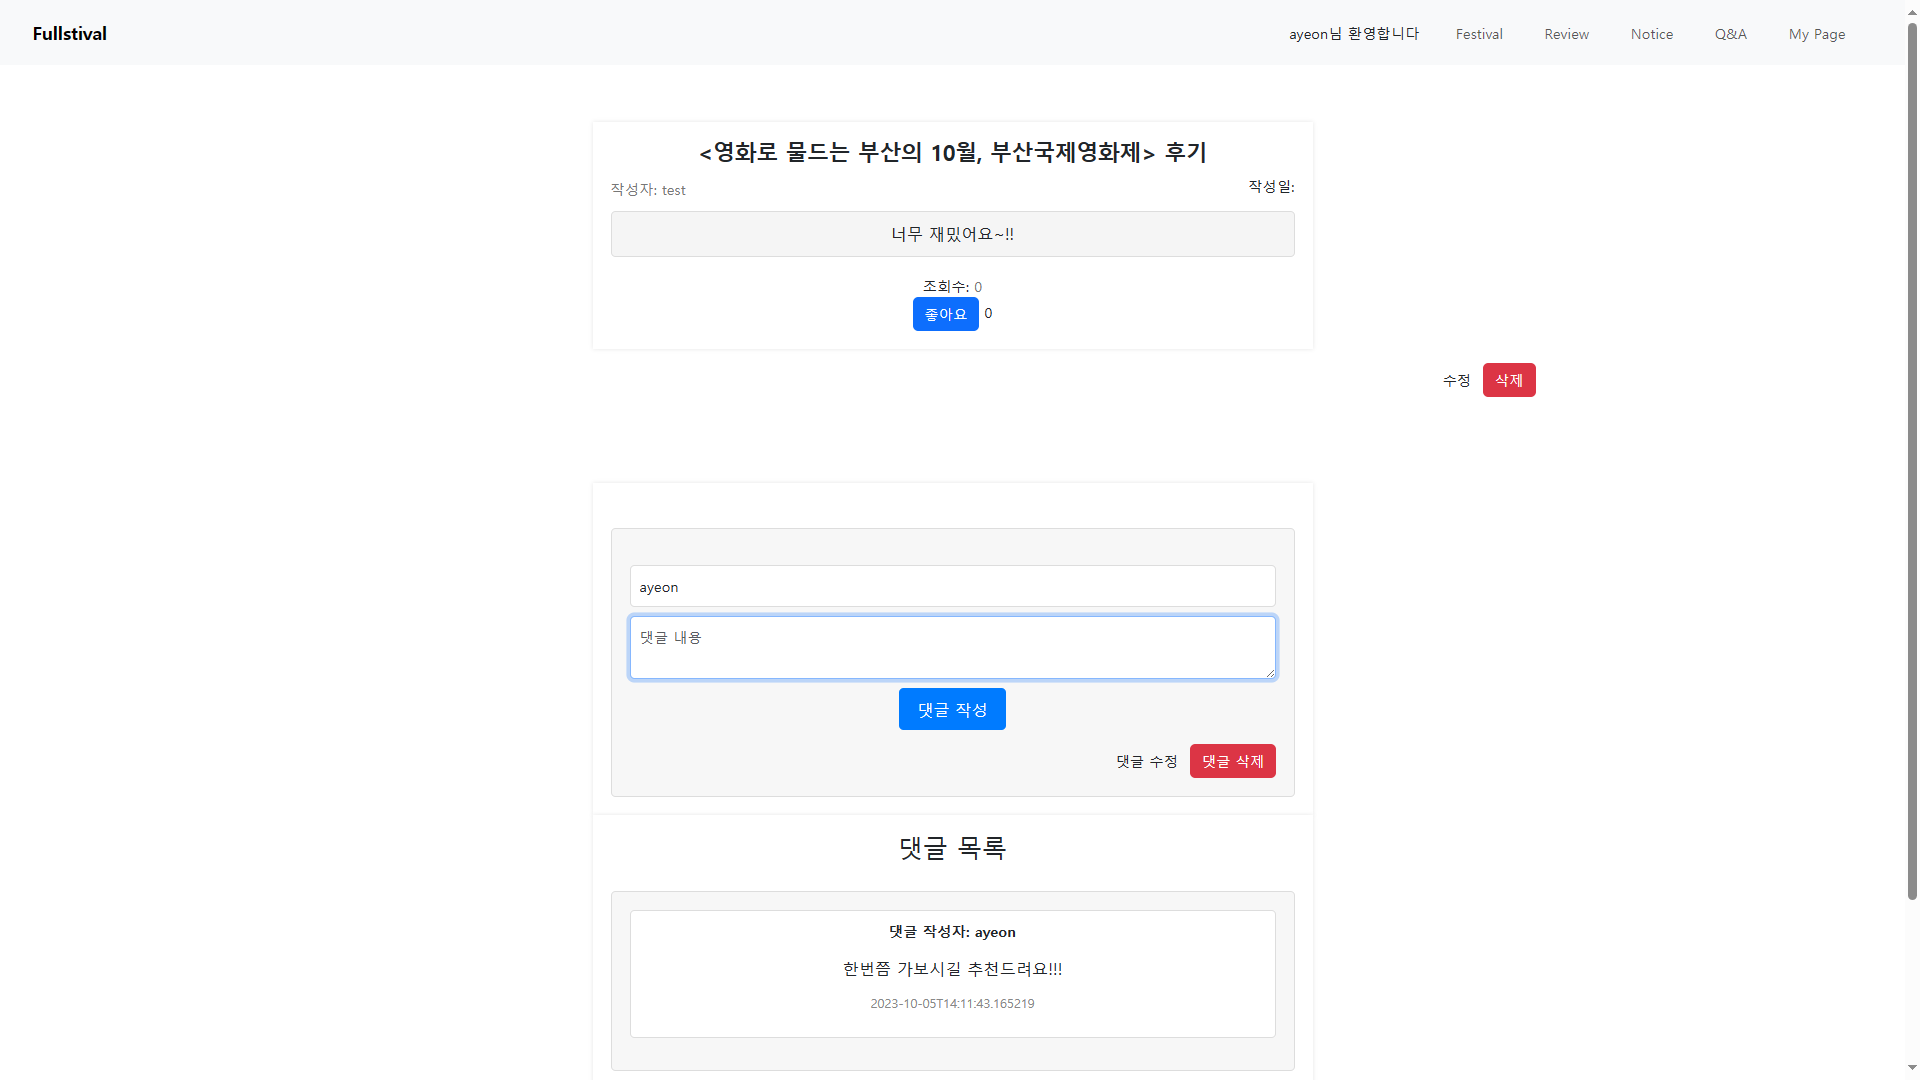 Fullstival
ayeon님 환영합니다 Festival Review Notice Q&A My Page
<영화로 물드는 부산의 10월, 부산국제영화제> 후기
작성자: test 작성일:
너무 재밌어요~!!
조회수: 0
좋아요 0
수정 삭제
ayeon
댓글 내용
댓글 작성
댓글 수정 댓글 삭제
댓글 목록
댓글 작성자: ayeon
한번쯤 가보시길 추천드려요!!!
2023-10-05T14:11:43.165219